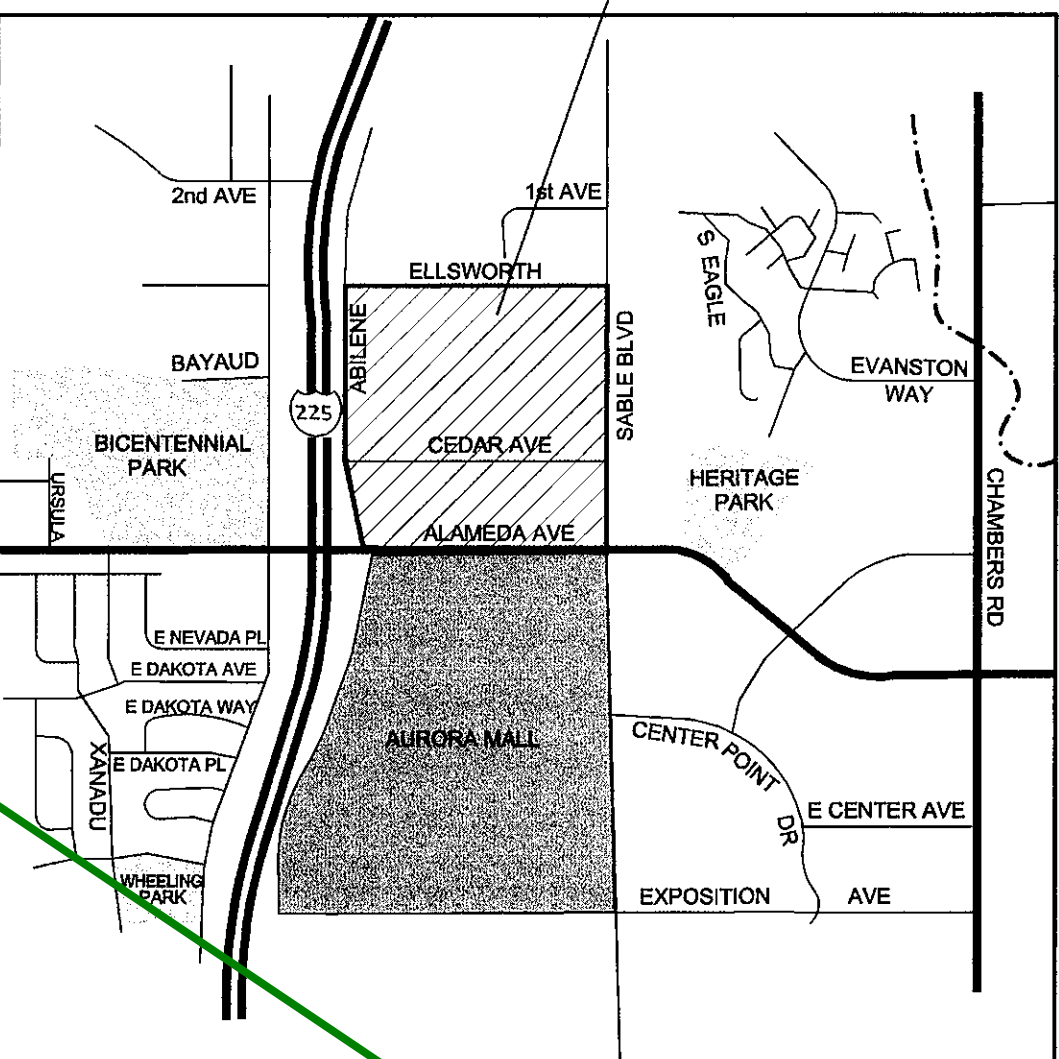 2nd AVE
1st AVE
ELLSWORTH
S EAGLE
ABILENE
SABLE BLVD
BAYAUD
EVANSTON
WAY
225
BICENTENNIAL
PARK
CEDAR AVE
HERITAGE
PARK
URSULA
CHAMBERS RD
ALAMEDA AVE
E NEVADA PL
E DAKOTA AVE
E DAKOTA WAY
XANADU
E DAKOTA PL
AURORA MALL
CENTER POINT DR
E CENTER AVE
WHEELING
PARK
EXPOSITION AVE